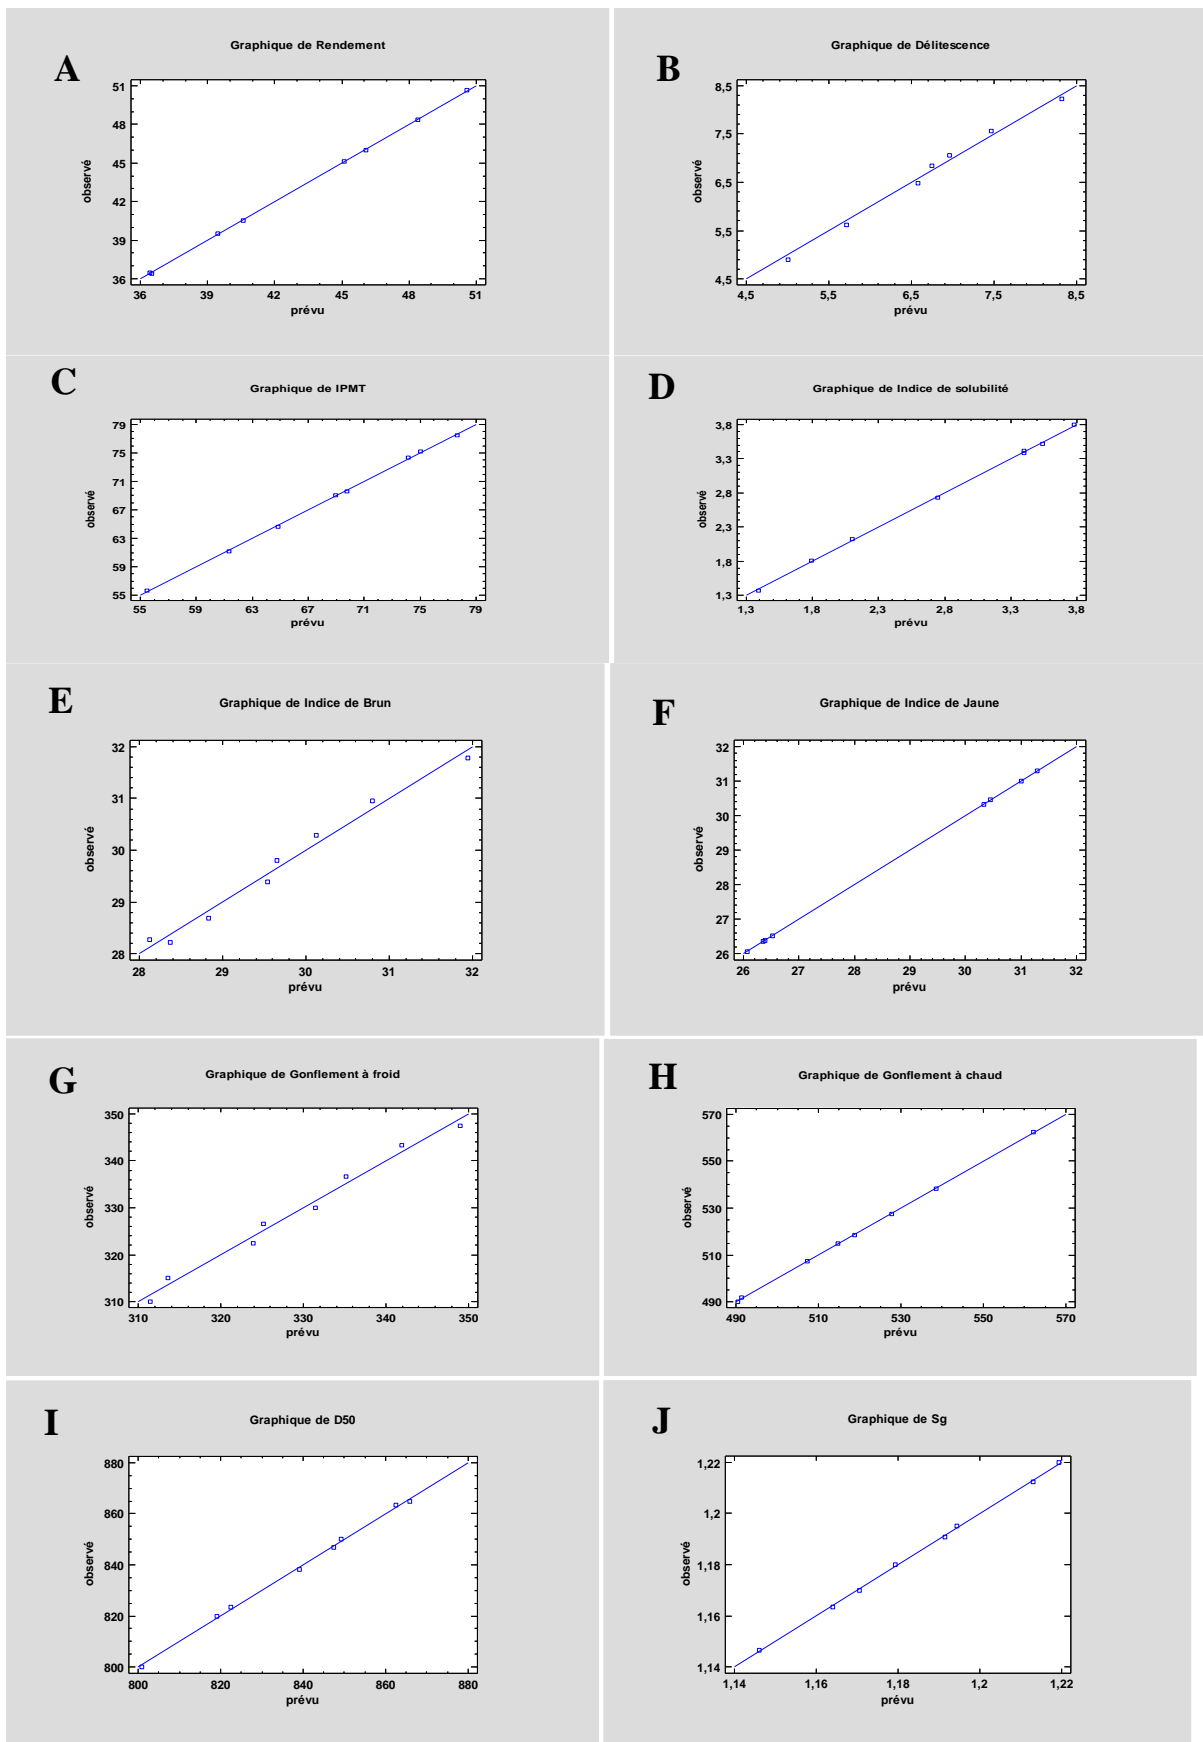 A
Graphique de Rendement
51
48
45
42
39
36
observé
36 39 42 45 48 51
prévu
B
Graphique de Délitescence
8,5
7,5
6,5
5,5
4,5
observé
4,5 5,5 6,5 7,5 8,5
prévu
C
Graphique de IPMT
79
75
71
67
63
59
55
observé
55 59 63 67 71 75 79
prévu
D
Graphique de Indice de solubilité
3,8
3,3
2,8
2,3
1,8
1,3
observé
1,3 1,8 2,3 2,8 3,3 3,8
prévu
E
Graphique de Indice de Brun
32
31
30
29
28
observé
28 29 30 31 32
prévu
F
Graphique de Indice de Jaune
32
31
30
29
28
27
26
observé
26 27 28 29 30 31 32
prévu
G
Graphique de Gonflement à froid
350
340
330
320
310
observé
310 320 330 340 350
prévu
H
Graphique de Gonflement à chaud
570
550
530
510
490
observé
490 510 530 550 570
prévu
I
Graphique de D50
880
860
840
820
800
observé
800 820 840 860 880
prévu
J
Graphique de Sg
1,22
1,2
1,18
1,16
1,14
observé
1,14 1,16 1,18 1,2 1,22
prévu